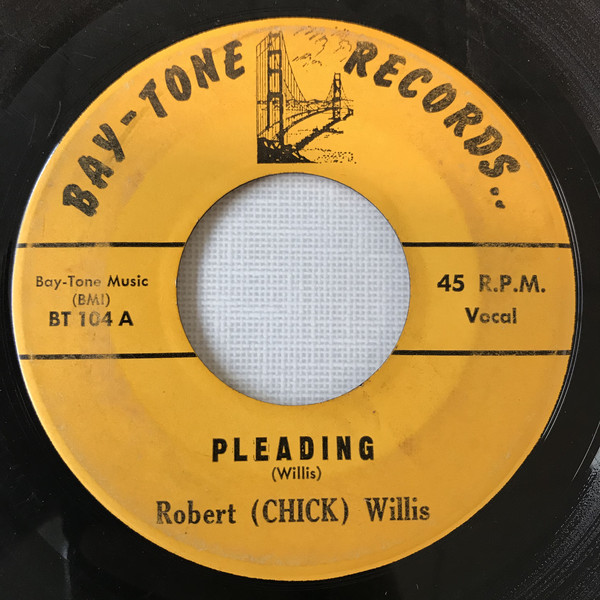 BAY-TONE RECORDS..
Bay-Tone Music
(BMI)
BT 104 A
45 R.P.M.
Vocal
PLEADING
(Willis)
Robert (CHICK) Willis